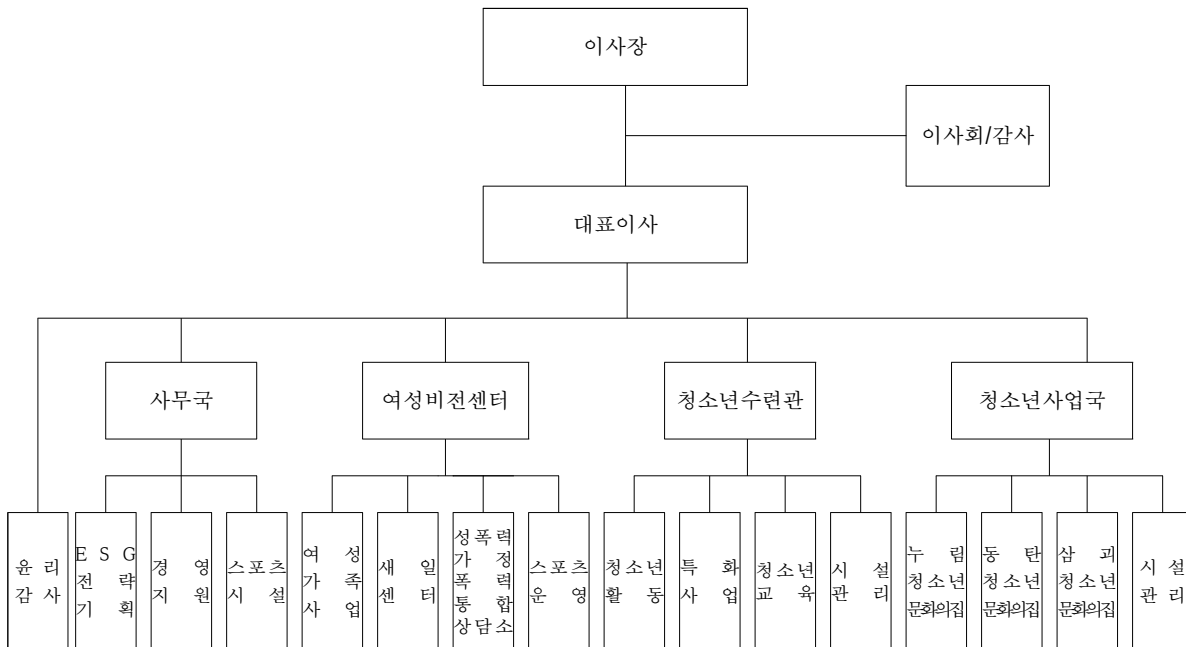 이사장
이사회/감사
대표이사
사무국
여성비전센터
청소년수련관
청소년사업국
윤 리
감 사
E S G
전 략
기 획
경 영
지 원
스포츠
시 설
여 성
가 족
사 업
새 일
센 터
성폭력
가 정
폭 력
통 합
상담소
스포츠
운 영
청소년
활 동
특 화
사 업
청소년
교 육
시 설
관 리
누 림
청소년
문화의집
동 탄
청소년
문화의집
삼 괴
청소년
문화의집
시 설
관 리